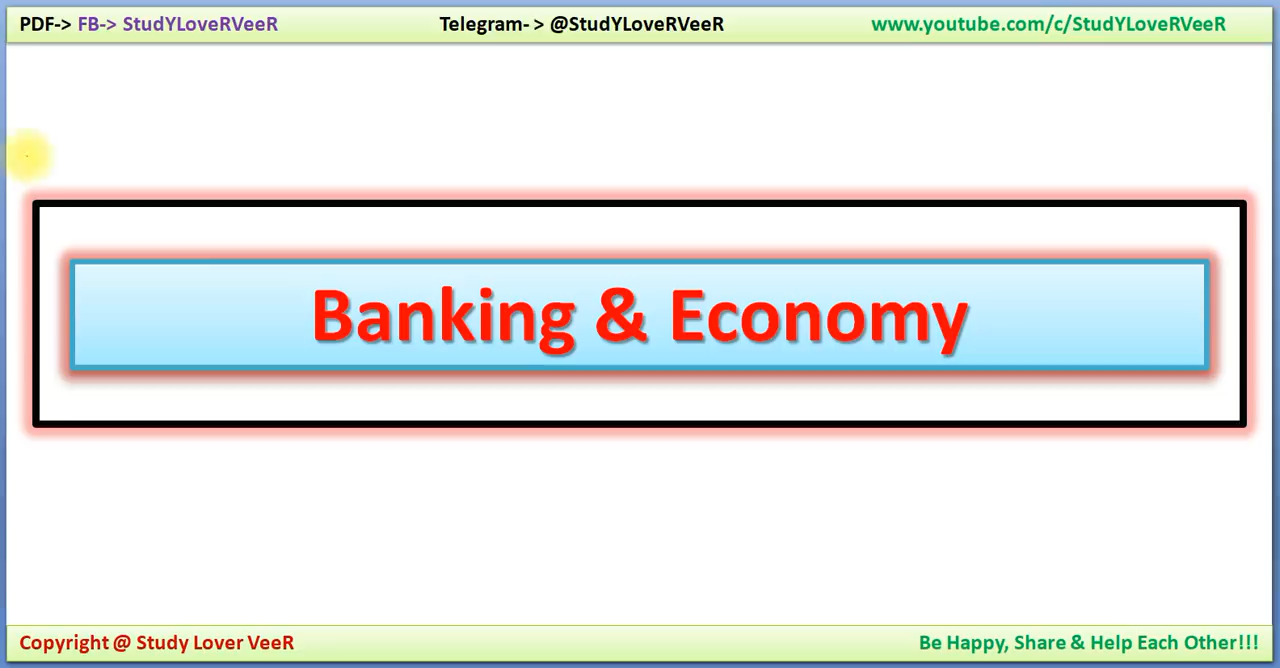 PDF-> FB-> StudYLoveRVeeR
Telegram- > @StudYLoveRVeeR
www.youtube.com/c/StudYLoveRVeeR
Banking & Economy
Copyright @ Study Lover VeeR
Be Happy, Share & Help Each Other!!!